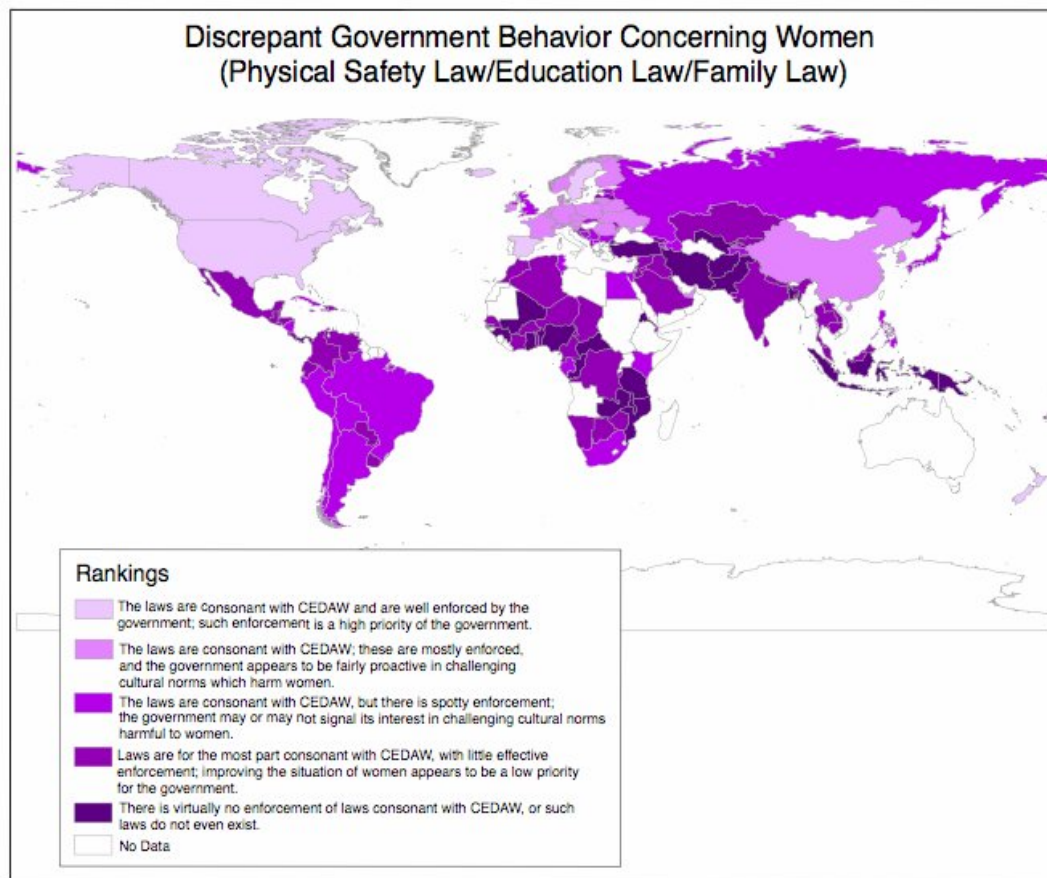 Discrepant Government Behavior Concerning Women
(Physical Safety Law/Education Law/Family Law)
Rankings
The laws are consonant with CEDAW and are well enforced by the
government; such enforcement is a high priority of the government.
The laws are consonant with CEDAW; these are mostly enforced,
and the government appears to be fairly proactive in challenging
cultural norms which harm women.
The laws are consonant with CEDAW, but there is spotty enforcement;
the government may or may not signal its interest in challenging cultural norms
harmful to women.
Laws are for the most part consonant with CEDAW, with little effective
enforcement; improving the situation of women appears to be a low priority
for the government.
There is virtually no enforcement of laws consonant with CEDAW, or such
laws do not even exist.
No Data